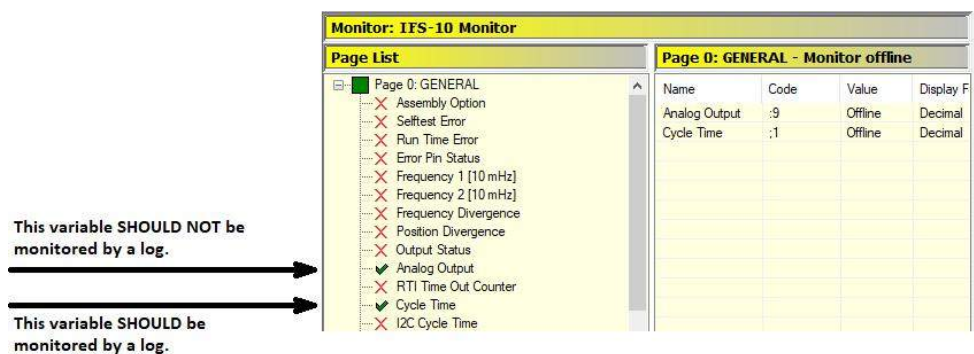 Monitor: IFS-10 Monitor
Page List
Page 0: GENERAL
Assembly Option
Selftest Error
Run Time Error
Error Pin Status
Frequency 1 [10 mHz]
Frequency 2 [10 mHz]
Frequency Divergence
Position Divergence
Output Status
Analog Output
RTI Time Out Counter
Cycle Time
I2C Cycle Time
Page 0: GENERAL - Monitor offline
Name Code Value Display F
Analog Output :9 Offline Decimal
Cycle Time ;1 Offline Decimal
This variable SHOULD NOT be
monitored by a log.
This variable SHOULD be
monitored by a log.